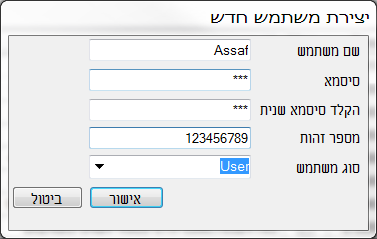 יצירת משתמש חדש
שם משתמש Assaf
סיסמא ***
הקלד סיסמא שנית ***
מספר זהות 123456789
סוג משתמש User
אישור ביטול